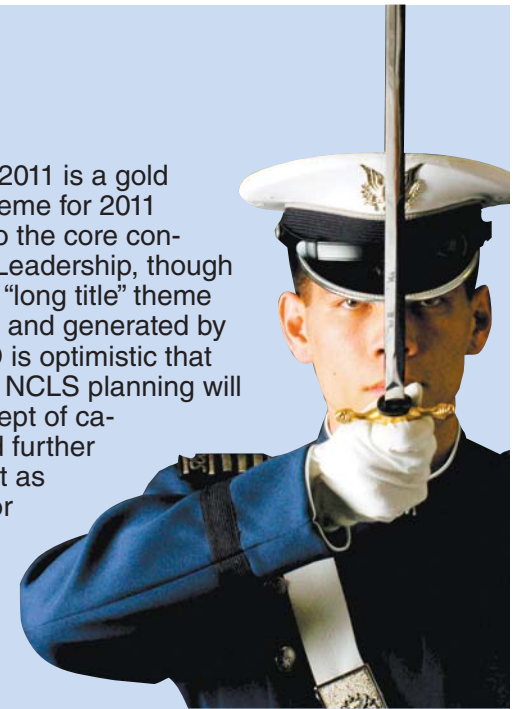 2011 is a gold
eme for 2011
o the core con-
Leadership, though
“long title” theme
and generated by
is optimistic that
NCLS planning will
ept of ca-
further
t as
or